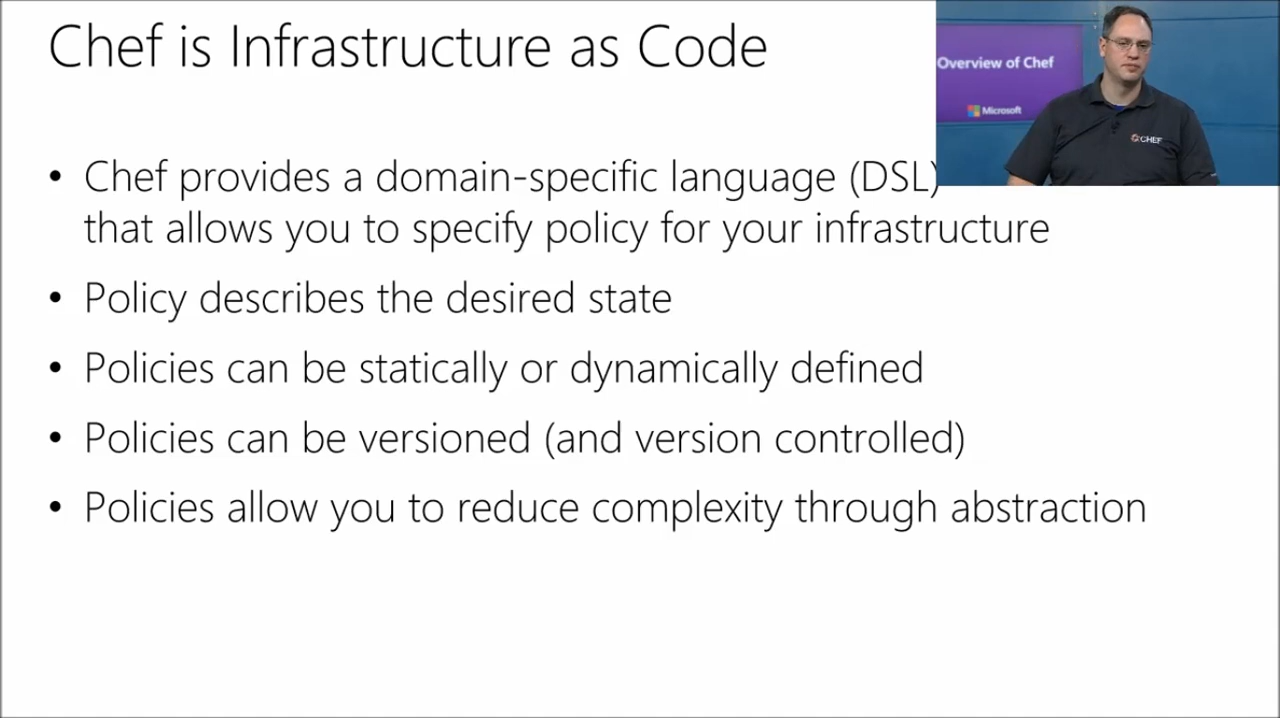 Chef is Infrastructure as Code
Overview of Chef
Microsoft
CHEF
• Chef provides a domain-specific language (DSL)
that allows you to specify policy for your infrastructure
• Policy describes the desired state
• Policies can be statically or dynamically defined
• Policies can be versioned (and version controlled)
• Policies allow you to reduce complexity through abstraction